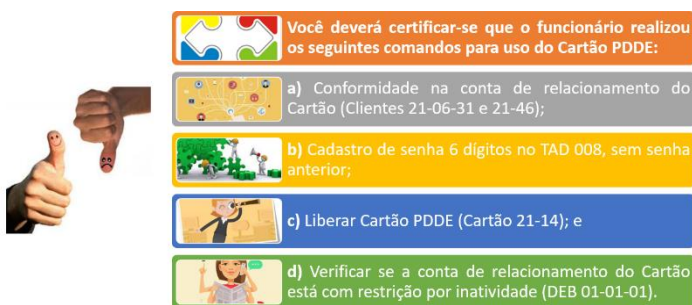 Você deverá certificar-se que o funcionário realizou
os seguintes comandos para uso do Cartão PDDE:
a) Conformidade na conta de relacionamento do
Cartão (Clientes 21-06-31 e 21-46);
b) Cadastro de senha 6 dígitos no TAD 008, sem senha
anterior;
c) Liberar Cartão PDDE (Cartão 21-14); e
d) Verificar se a conta de relacionamento do Cartão
está com restrição por inatividade (DEB 01-01-01).